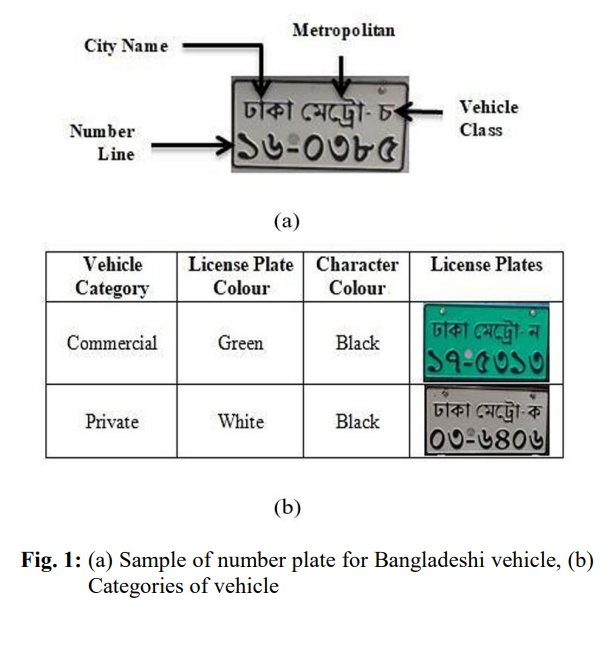 Metropolitan
City Name
ঢাকা মেট্রো- চ
Vehicle
Class
Number
Line
১৬-০৩৮৫
(a)
Vehicle Category License Plate Colour Character Colour License Plates
Commercial Green Black
ঢাকা মেট্রো- ন
১৭-৫৩১৩
Private White Black
ঢাকা মেট্রো-ক
০৩-৬৪০৬
(b)
Fig. 1: (a) Sample of number plate for Bangladeshi vehicle, (b)
Categories of vehicle